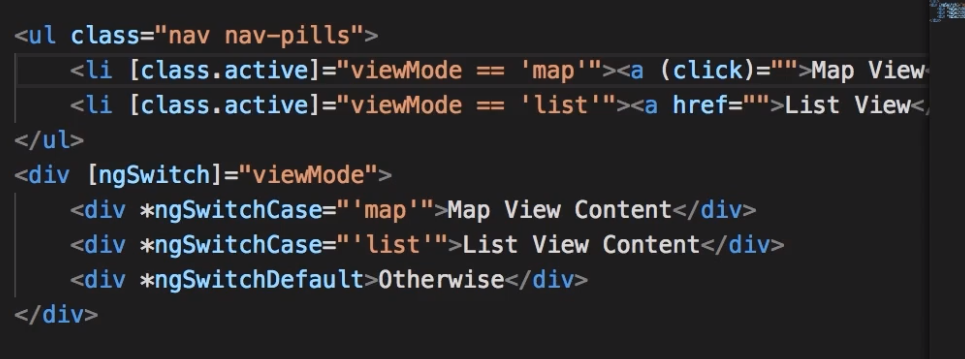 <ul class="nav nav-pills">
<li [class.active]="viewMode == 'map'"><a (click)="">Map View<
<li [class.active]="viewMode == 'list'"><a href="">List View</
</ul>
<div [ngSwitch]="viewMode">
<div *ngSwitchCase="'map'">Map View Content</div>
<div *ngSwitchCase="'list'">List View Content</div>
<div *ngSwitchDefault>Otherwise</div>
</div>